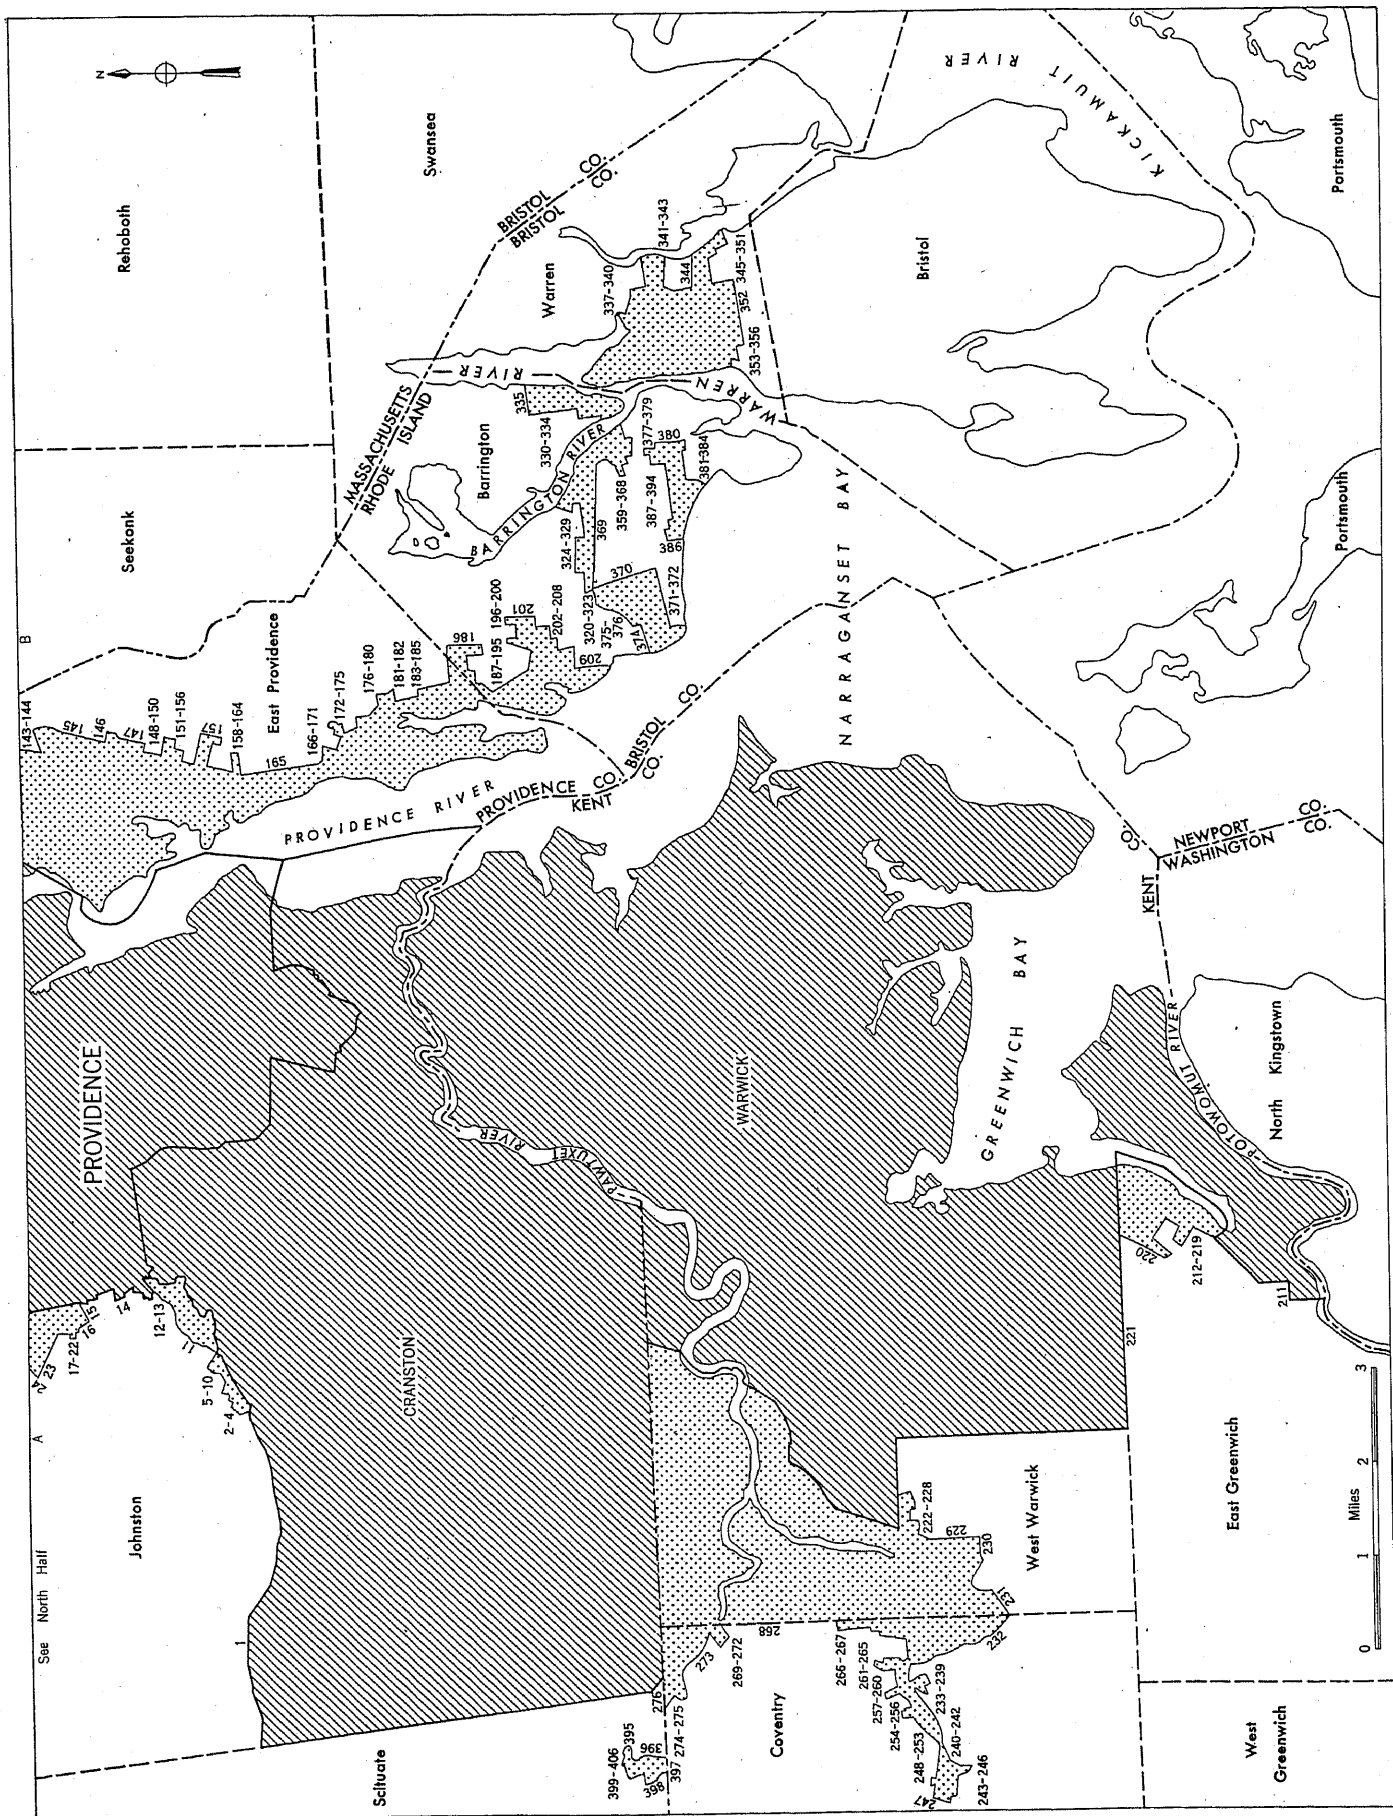 N
Rehoboth
Swansea
RIVER
KICKAMUIT
Portsmouth
BRISTOL CO.
BRISTOL CO.
341-343
Warren
337-340
344
345-351
352
353-356
Bristol
RIVER
WARREN
335
330-334
Barrington
BARRINGTON RIVER
MASSACHUSETTS
RHODE ISLAND
Seekonk
377-379
380
381-384
359-368
387-394
369
324-329
386
370
371-372
320-323
375-
376
374
NARRAGANSET BAY
Portsmouth
B
196-200
201
202-208
186
187-195
209
183-185
181-182
176-180
172-175
166-171
East Providence
165
158-164
157
151-156
148-150
147
146
145
143-144
PROVIDENCE RIVER
PROVIDENCE CO.
KENT
BRISTOL CO.
CO.
CO.
NEWPORT CO.
WASHINGTON CO.
KENT
PROVIDENCE
WARWICK
GREENWICH BAY
RIVER
PAWTUXET
POTOWOMUT RIVER
North Kingstown
CRANSTON
220
212-219
211
221
15
14
16
12-13
17-22
23
11
5-10
2-4
A
See North Half
Johnston
1
West Warwick
222-228
229
230
231
232
East Greenwich
0 1 2 3
Miles
268
266-267
261-265
257-260
254-256
248-253
233-239
240-242
243-246
247
273
269-272
276
274-275
Coventry
395
396
397
398
399-406
Scituate
West
Greenwich